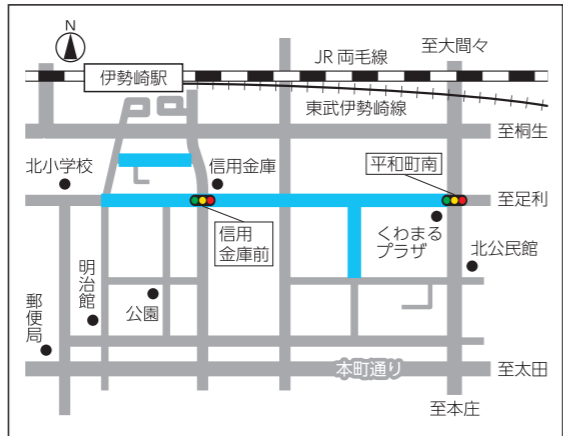 N
JR 両毛線
至大間々
伊勢崎駅
東武伊勢崎線
至桐生
北小学校
信用金庫
平和町南
至足利
信用
金庫前
くわまる
プラザ
北公民館
明治館
公園
郵便局
本町通り
至太田
至本庄